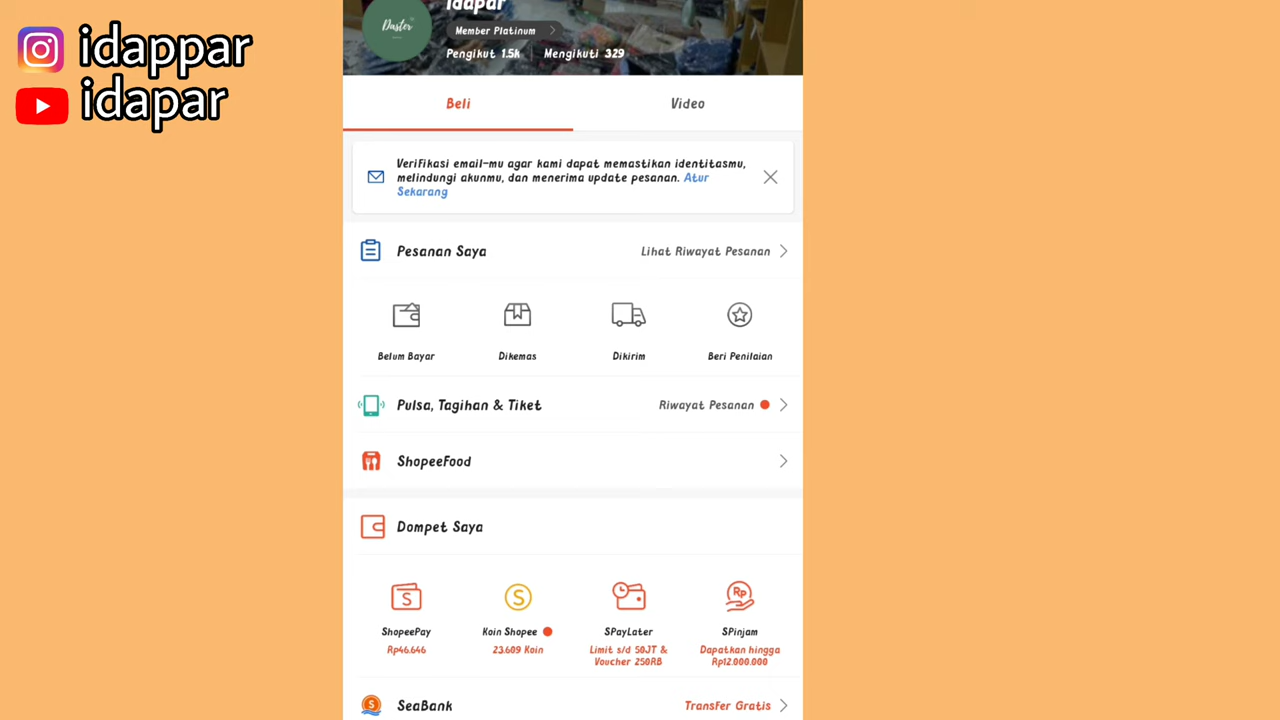 idappar
idapar
idapar
Daster
Member Platinum
Pengikut 1.5k Mengikuti 329
Beli Video
Verifikasi email-mu agar kami dapat memastikan identitasmu,
melindungi akunmu, dan menerima update pesanan. Atur
Sekarang
Pesanan Saya Lihat Riwayat Pesanan
Belum Bayar Dikemas Dikirim Beri Penilaian
Pulsa, Tagihan & Tiket Riwayat Pesanan
ShopeeFood
Dompet Saya
ShopeePay Koin Shopee SPayLater SPinjam
Rp46.646 23.609 Koin Limit s/d 50JT & Dapatkan hingga
Voucher 250RB Rp12.000.000
SeaBank Transfer Gratis